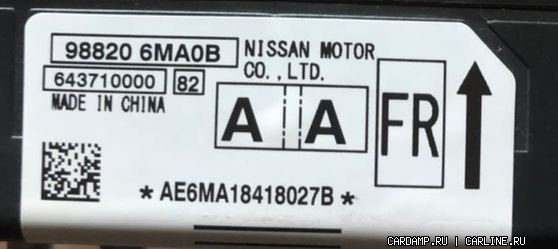 98820 6MA0B
NISSAN MOTOR
CO.,LTD.
643710000 82
MADE IN CHINA
A A
FR
*AE6MA18418027B*
CARDAMP.RU | CARLINE.RU